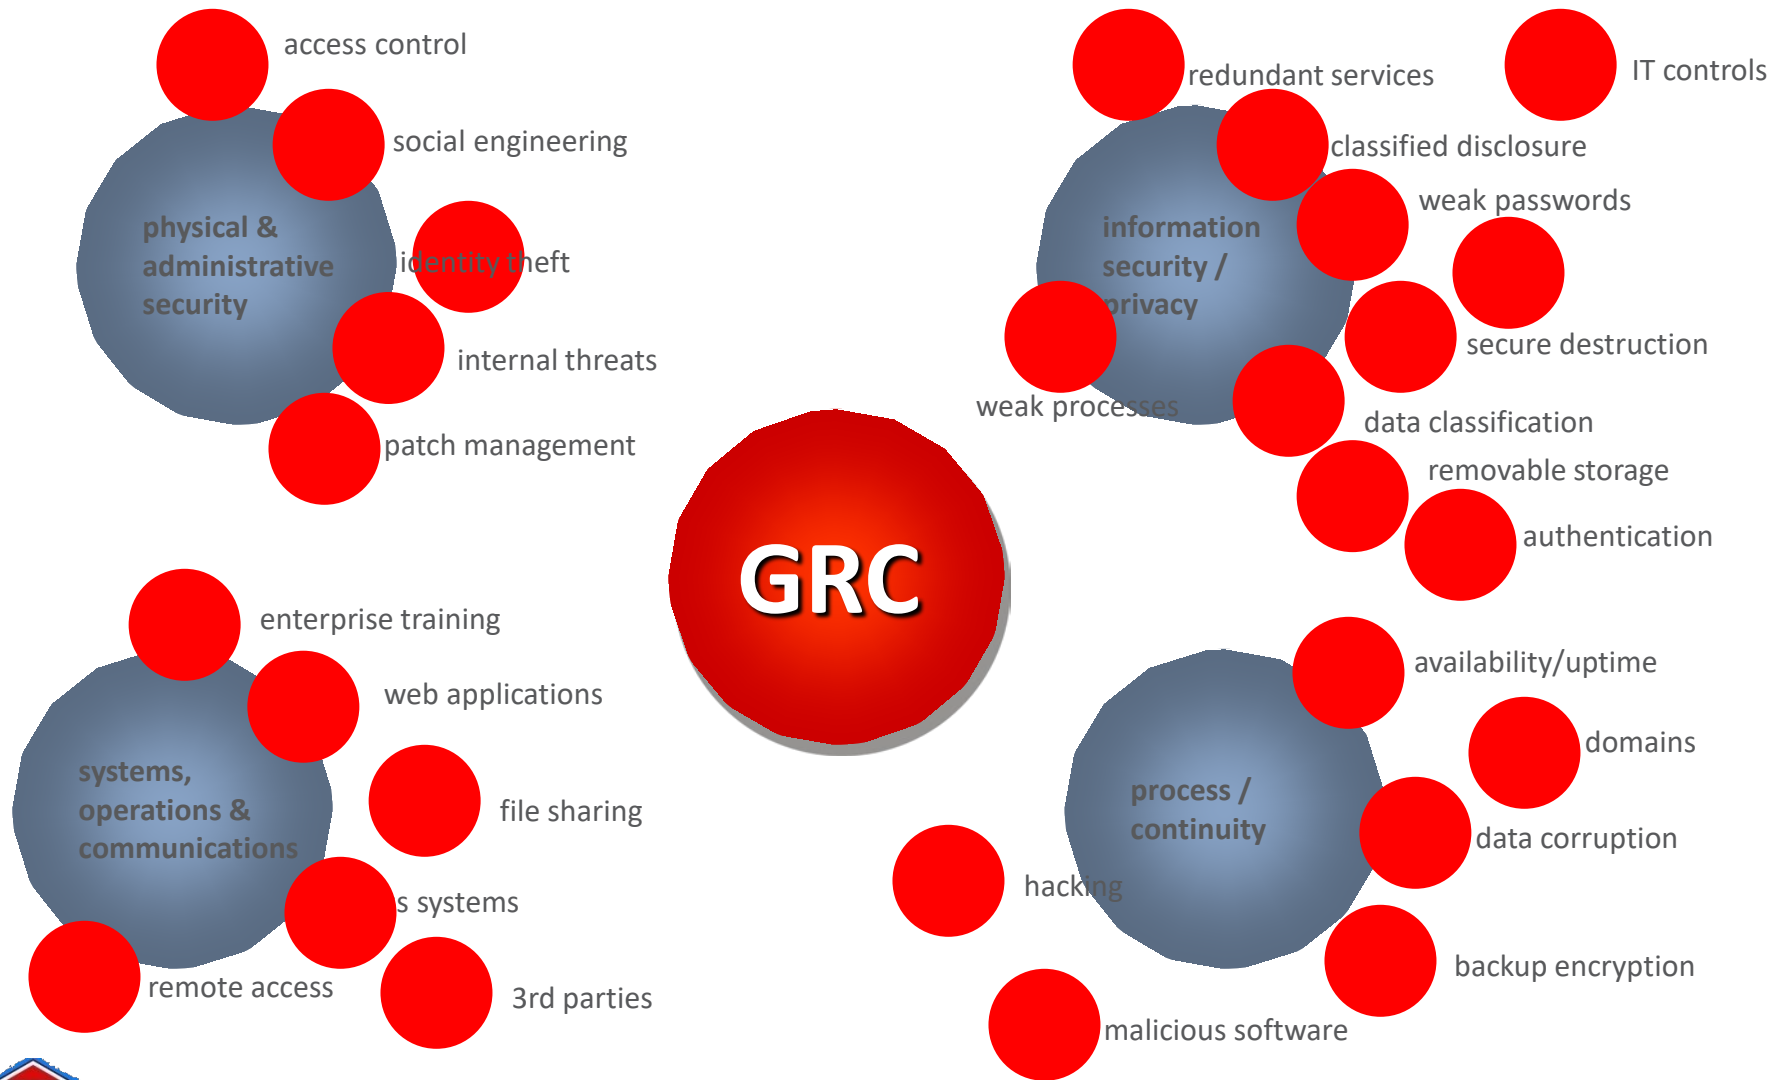 access control
social engineering
physical &
administrative
security
identity theft
internal threats
patch management
redundant services
IT controls
classified disclosure
weak passwords
information
security /
privacy
secure destruction
weak processes
data classification
removable storage
authentication
GRC
enterprise training
web applications
systems,
operations &
communications
file sharing
s systems
remote access
3rd parties
availability/uptime
domains
process /
continuity
data corruption
hacking
backup encryption
malicious software